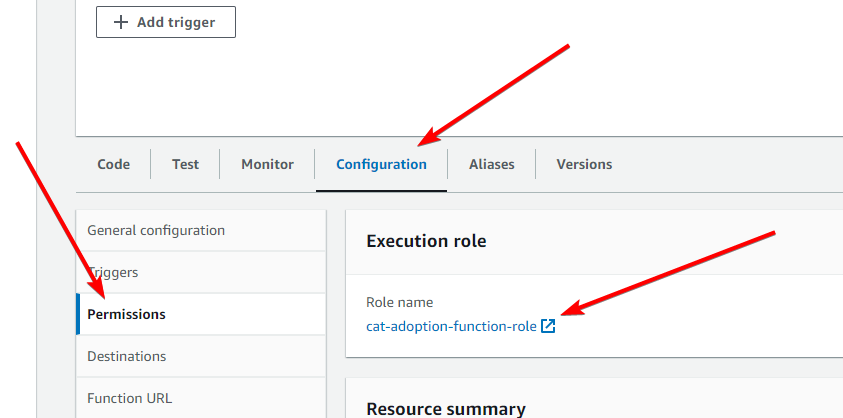 Add trigger
Code Test Monitor Configuration Aliases Versions
General configuration
Triggers
Permissions
Destinations
Function URL
Execution role
Role name
cat-adoption-function-role
Resource summary